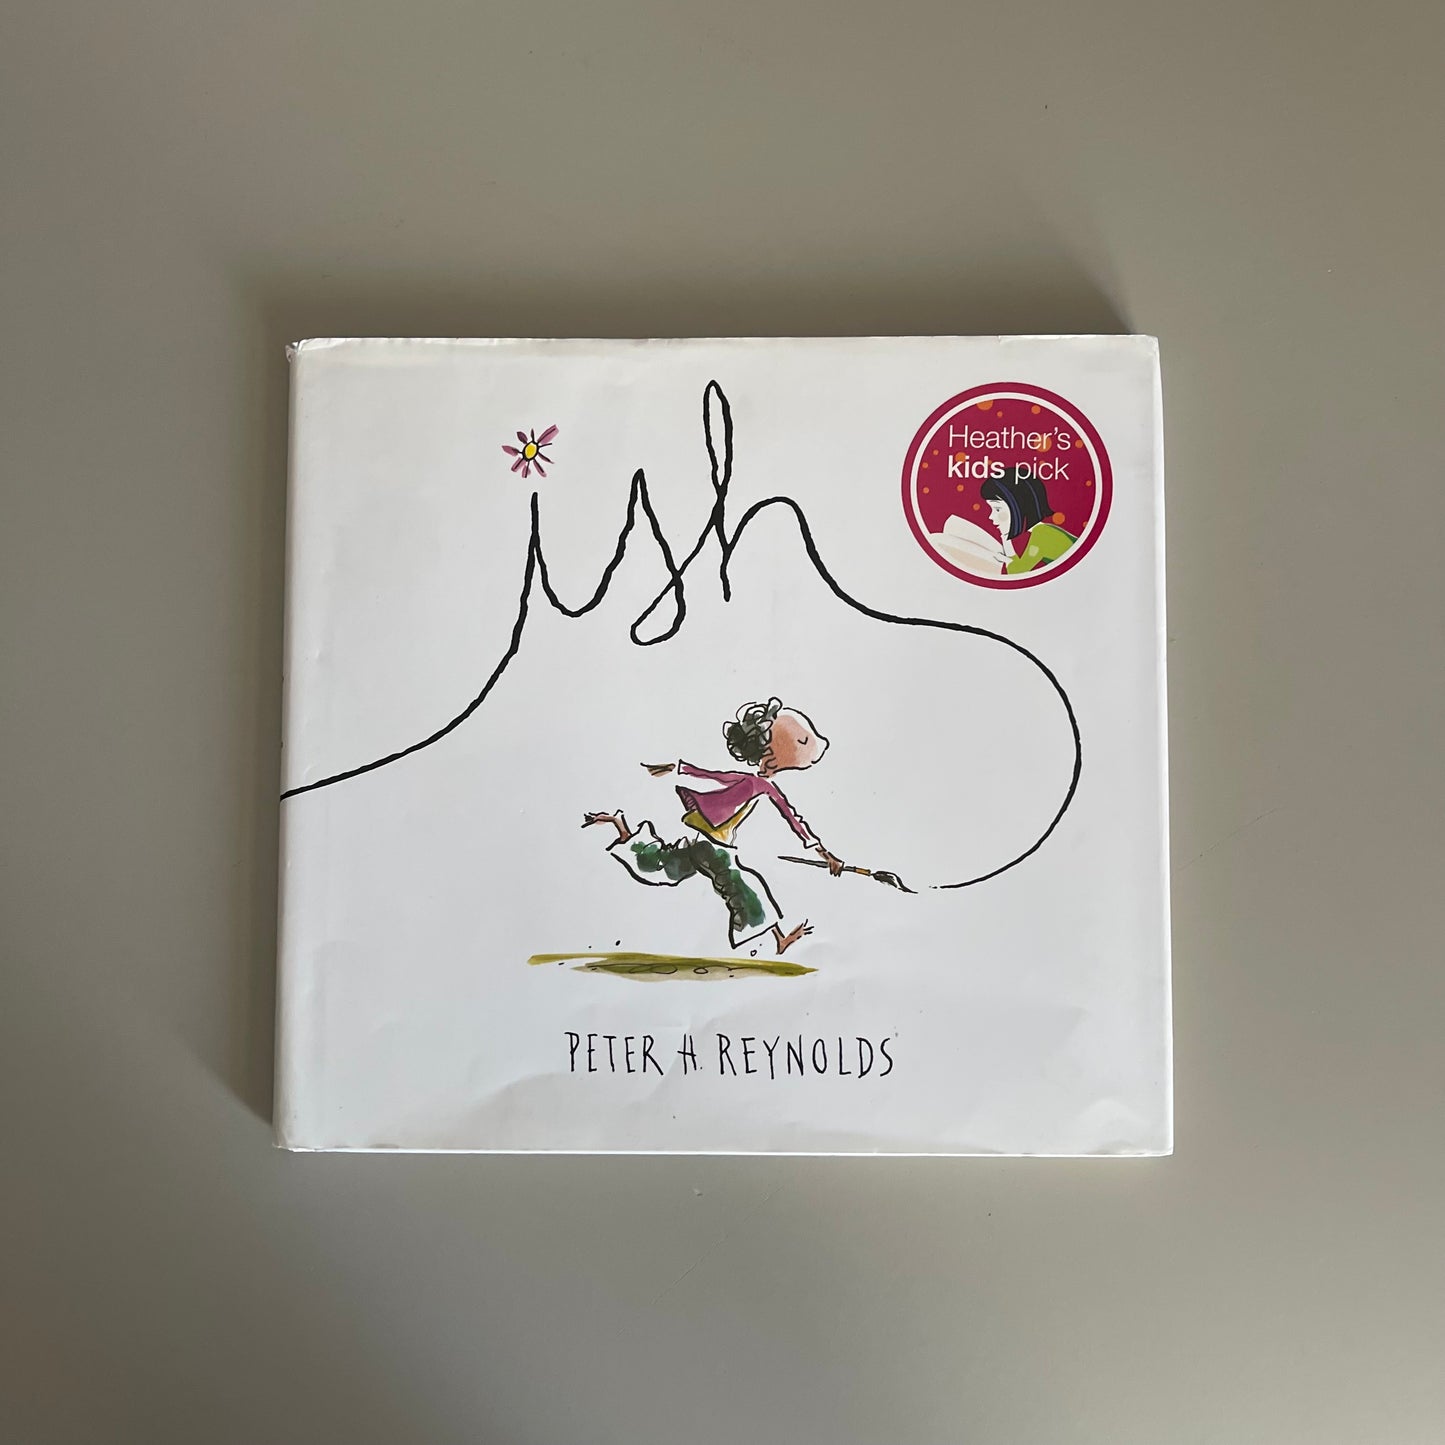 ish
Heather's
kids pick
PETER H. REYNOLDS